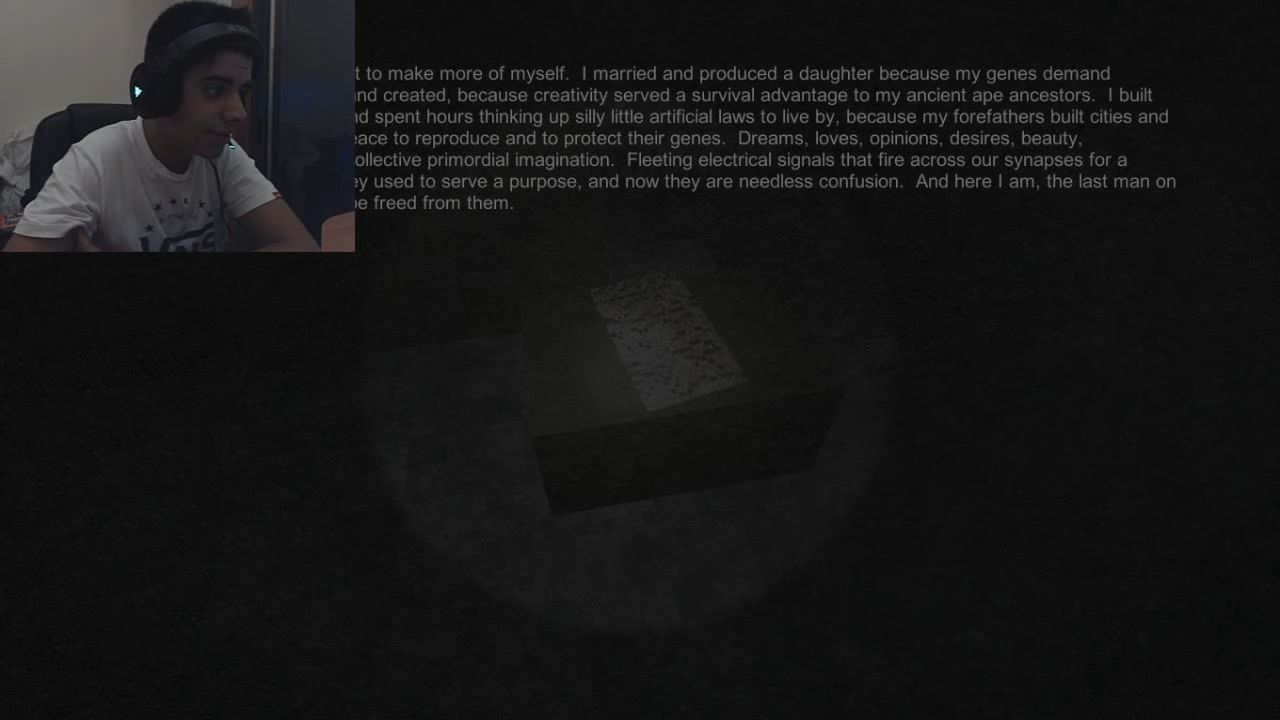 t to make more of myself.  I married and produced a daughter because my genes demand
nd created, because creativity served a survival advantage to my ancient ape ancestors.  I built
nd spent hours thinking up silly little artificial laws to live by, because my forefathers built cities and
eace to reproduce and to protect their genes.  Dreams, loves, opinions, desires, beauty,
ollective primordial imagination.  Fleeting electrical signals that fire across our synapses for a
ey used to serve a purpose, and now they are needless confusion.  And here I am, the last man on
be freed from them.
VANS